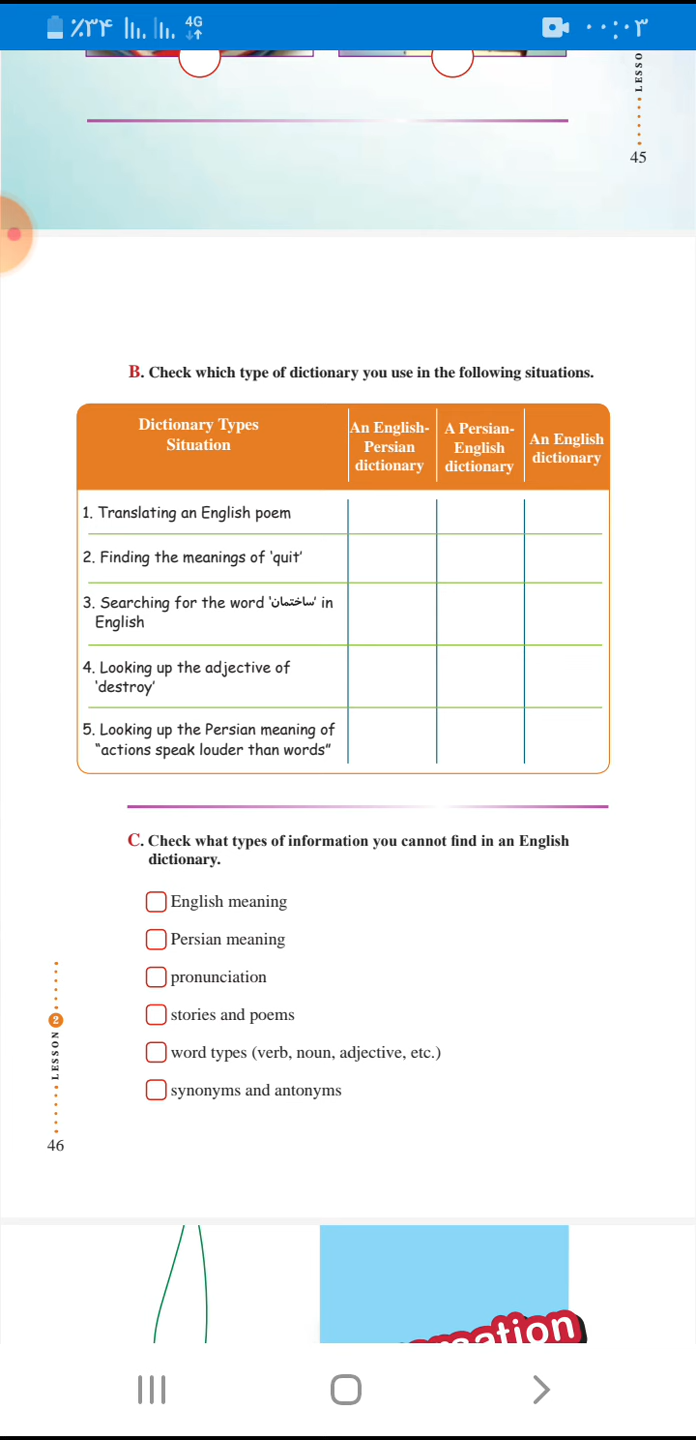 ٪۳۴ 4G ۰۰:۰۳
LESSO
45
B. Check which type of dictionary you use in the following situations.
Dictionary Types
Situation
An English-
Persian
dictionary
A Persian-
English
dictionary
An English
dictionary
1. Translating an English poem
2. Finding the meanings of 'quit'
3. Searching for the word 'ساختمان' in
English
4. Looking up the adjective of
'destroy'
5. Looking up the Persian meaning of
"actions speak louder than words"
C. Check what types of information you cannot find in an English
dictionary.
English meaning
Persian meaning
pronunciation
stories and poems
word types (verb, noun, adjective, etc.)
synonyms and antonyms
LESSON 2
46